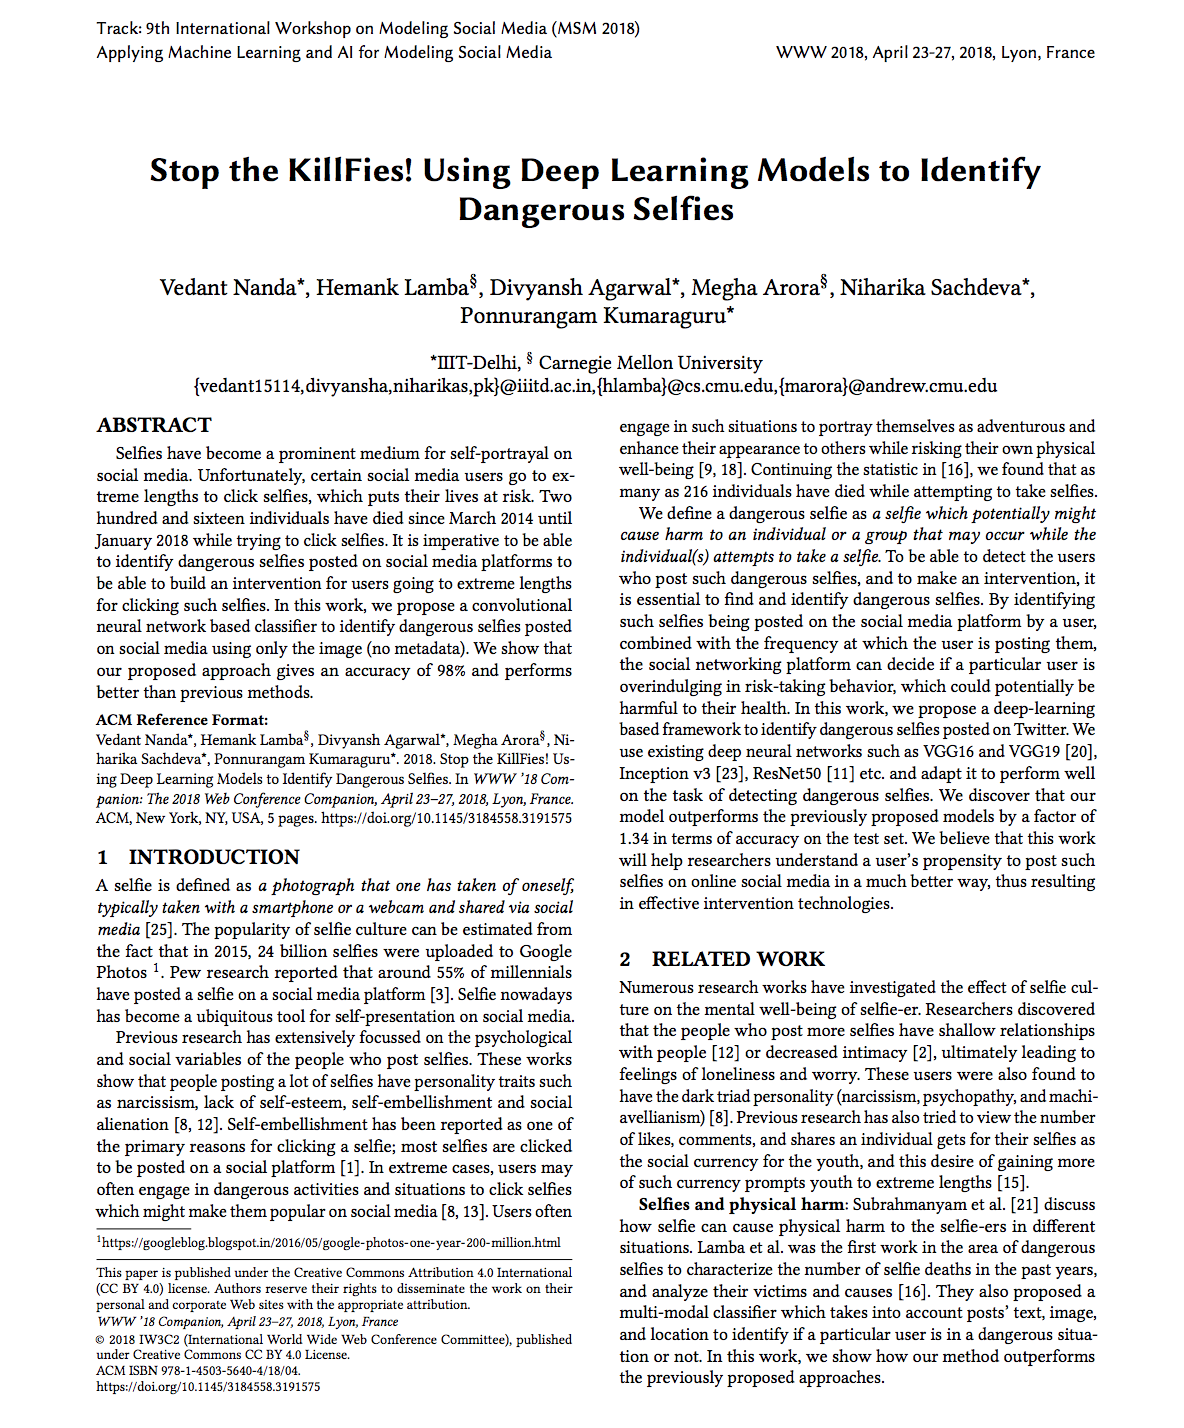 Track: 9th International Workshop on Modeling Social Media (MSM 2018)
Applying Machine Learning and AI for Modeling Social Media
WWW 2018, April 23-27, 2018, Lyon, France
Stop the KillFies! Using Deep Learning Models to Identify
Dangerous Selfies
Vedant Nanda*, Hemank Lamba§, Divyansh Agarwal*, Megha Arora§, Niharika Sachdeva*,
Ponnurangam Kumaraguru*
*IIIT-Delhi, § Carnegie Mellon University
{vedant15114,divyansha,niharikas,pk}@iiitd.ac.in,{hlamba}@cs.cmu.edu,{marora}@andrew.cmu.edu
ABSTRACT
Selfies have become a prominent medium for self-portrayal on
social media. Unfortunately, certain social media users go to ex-
treme lengths to click selfies, which puts their lives at risk. Two
hundred and sixteen individuals have died since March 2014 until
January 2018 while trying to click selfies. It is imperative to be able
to identify dangerous selfies posted on social media platforms to
be able to build an intervention for users going to extreme lengths
for clicking such selfies. In this work, we propose a convolutional
neural network based classifier to identify dangerous selfies posted
on social media using only the image (no metadata). We show that
our proposed approach gives an accuracy of 98% and performs
better than previous methods.
ACM Reference Format:
Vedant Nanda*, Hemank Lamba§, Divyansh Agarwal*, Megha Arora§, Ni-
harika Sachdeva*, Ponnurangam Kumaraguru*. 2018. Stop the KillFies! Us-
ing Deep Learning Models to Identify Dangerous Selfies. In WWW '18 Com-
panion: The 2018 Web Conference Companion, April 23–27, 2018, Lyon, France.
ACM, New York, NY, USA, 5 pages. https://doi.org/10.1145/3184558.3191575
1 INTRODUCTION
A selfie is defined as a photograph that one has taken of oneself,
typically taken with a smartphone or a webcam and shared via social
media [25]. The popularity of selfie culture can be estimated from
the fact that in 2015, 24 billion selfies were uploaded to Google
Photos 1. Pew research reported that around 55% of millennials
have posted a selfie on a social media platform [3]. Selfie nowadays
has become a ubiquitous tool for self-presentation on social media.
Previous research has extensively focussed on the psychological
and social variables of the people who post selfies. These works
show that people posting a lot of selfies have personality traits such
as narcissism, lack of self-esteem, self-embellishment and social
alienation [8, 12]. Self-embellishment has been reported as one of
the primary reasons for clicking a selfie; most selfies are clicked
to be posted on a social platform [1]. In extreme cases, users may
often engage in dangerous activities and situations to click selfies
which might make them popular on social media [8, 13]. Users often
1https://googleblog.blogspot.in/2016/05/google-photos-one-year-200-million.html
This paper is published under the Creative Commons Attribution 4.0 International
(CC BY 4.0) license. Authors reserve their rights to disseminate the work on their
personal and corporate Web sites with the appropriate attribution.
WWW '18 Companion, April 23–27, 2018, Lyon, France
© 2018 IW3C2 (International World Wide Web Conference Committee), published
under Creative Commons CC BY 4.0 License.
ACM ISBN 978-1-4503-5640-4/18/04.
https://doi.org/10.1145/3184558.3191575
engage in such situations to portray themselves as adventurous and
enhance their appearance to others while risking their own physical
well-being [9, 18]. Continuing the statistic in [16], we found that as
many as 216 individuals have died while attempting to take selfies.
We define a dangerous selfie as a selfie which potentially might
cause harm to an individual or a group that may occur while the
individual(s) attempts to take a selfie. To be able to detect the users
who post such dangerous selfies, and to make an intervention, it
is essential to find and identify dangerous selfies. By identifying
such selfies being posted on the social media platform by a user,
combined with the frequency at which the user is posting them,
the social networking platform can decide if a particular user is
overindulging in risk-taking behavior, which could potentially be
harmful to their health. In this work, we propose a deep-learning
based framework to identify dangerous selfies posted on Twitter. We
use existing deep neural networks such as VGG16 and VGG19 [20],
Inception v3 [23], ResNet50 [11] etc. and adapt it to perform well
on the task of detecting dangerous selfies. We discover that our
model outperforms the previously proposed models by a factor of
1.34 in terms of accuracy on the test set. We believe that this work
will help researchers understand a user's propensity to post such
selfies on online social media in a much better way, thus resulting
in effective intervention technologies.
2 RELATED WORK
Numerous research works have investigated the effect of selfie cul-
ture on the mental well-being of selfie-er. Researchers discovered
that the people who post more selfies have shallow relationships
with people [12] or decreased intimacy [2], ultimately leading to
feelings of loneliness and worry. These users were also found to
have the dark triad personality (narcissism, psychopathy, and machi-
avellianism) [8]. Previous research has also tried to view the number
of likes, comments, and shares an individual gets for their selfies as
the social currency for the youth, and this desire of gaining more
of such currency prompts youth to extreme lengths [15].
Selfies and physical harm: Subrahmanyam et al. [21] discuss
how selfie can cause physical harm to the selfie-ers in different
situations. Lamba et al. was the first work in the area of dangerous
selfies to characterize the number of selfie deaths in the past years,
and analyze their victims and causes [16]. They also proposed a
multi-modal classifier which takes into account posts' text, image,
and location to identify if a particular user is in a dangerous situa-
tion or not. In this work, we show how our method outperforms
the previously proposed approaches.